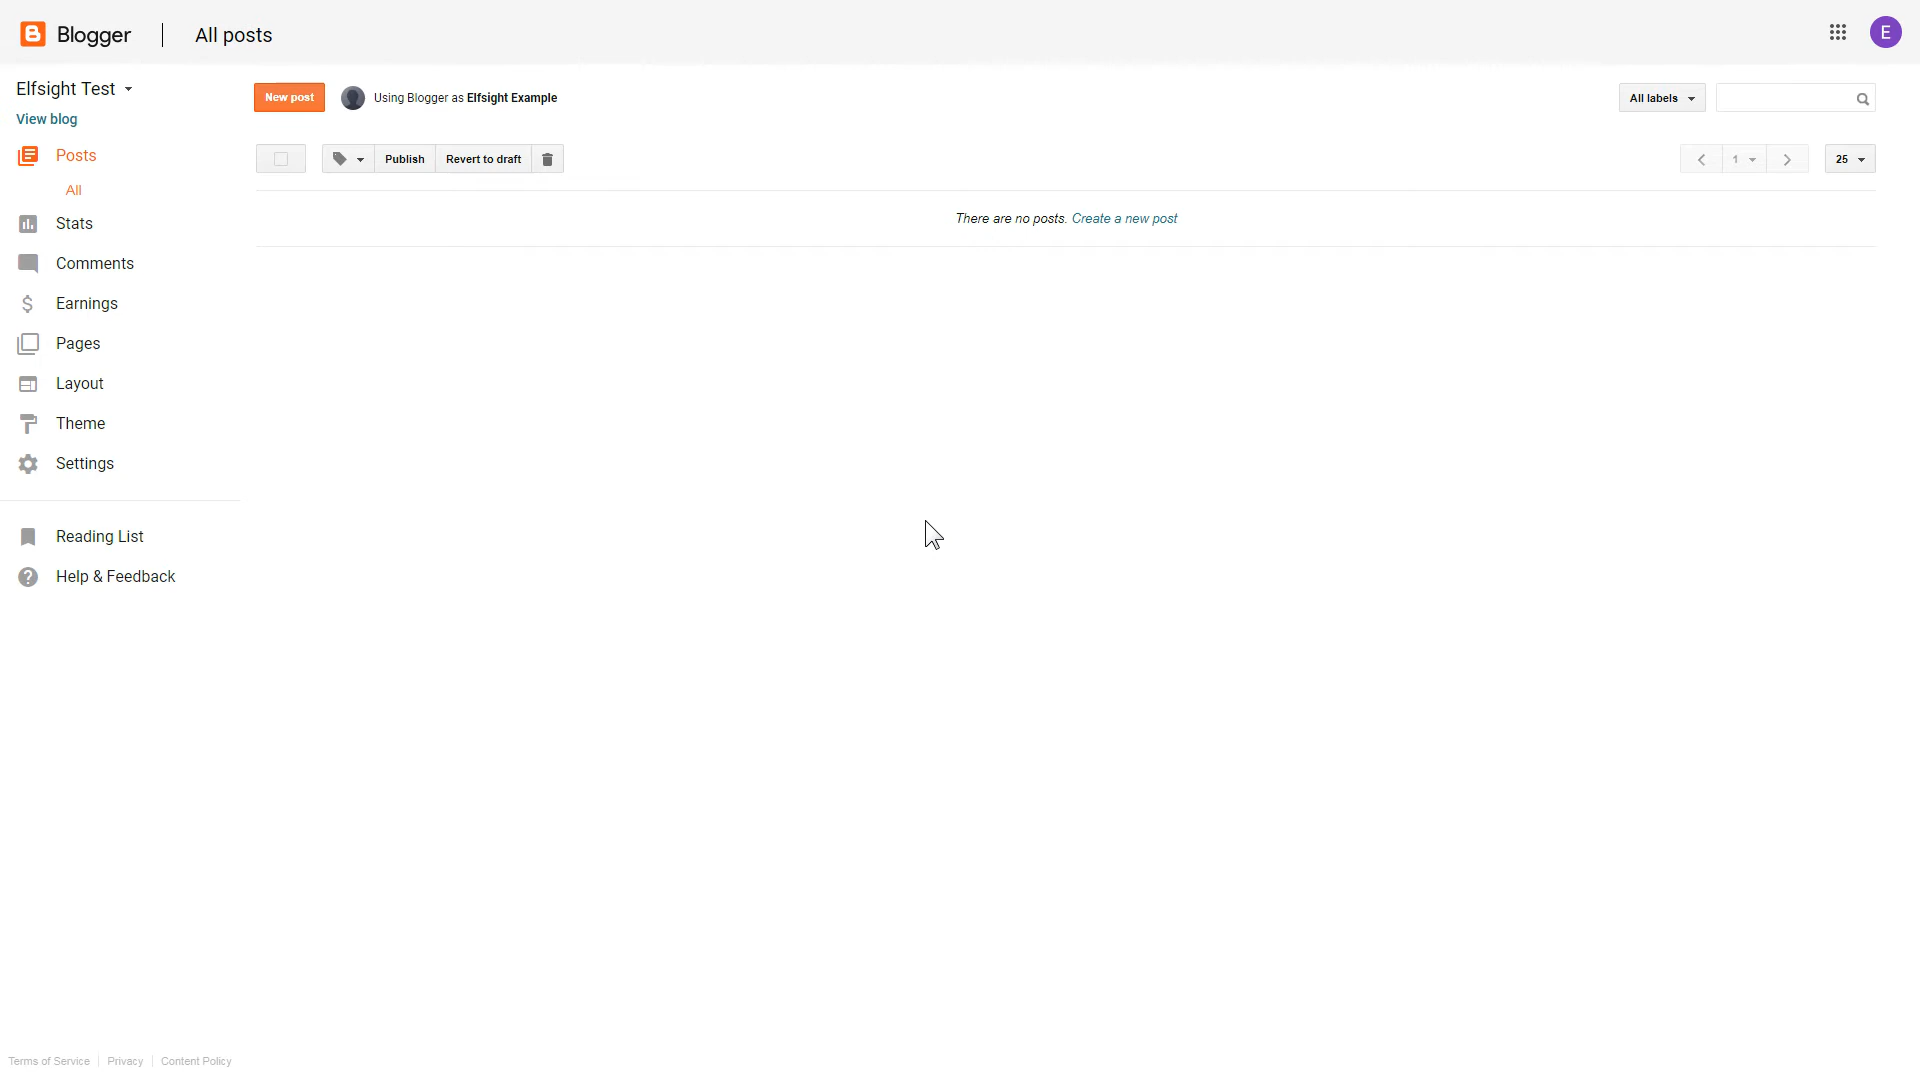 Blogger
All posts
E
Elfsight Test
View blog
New post
Using Blogger as Elfsight Example
All labels
Posts
All
Stats
Comments
Earnings
Pages
Layout
Theme
Settings
Reading List
Help & Feedback
Publish
Revert to draft
1
25
There are no posts. Create a new post
Terms of Service
Privacy
Content Policy